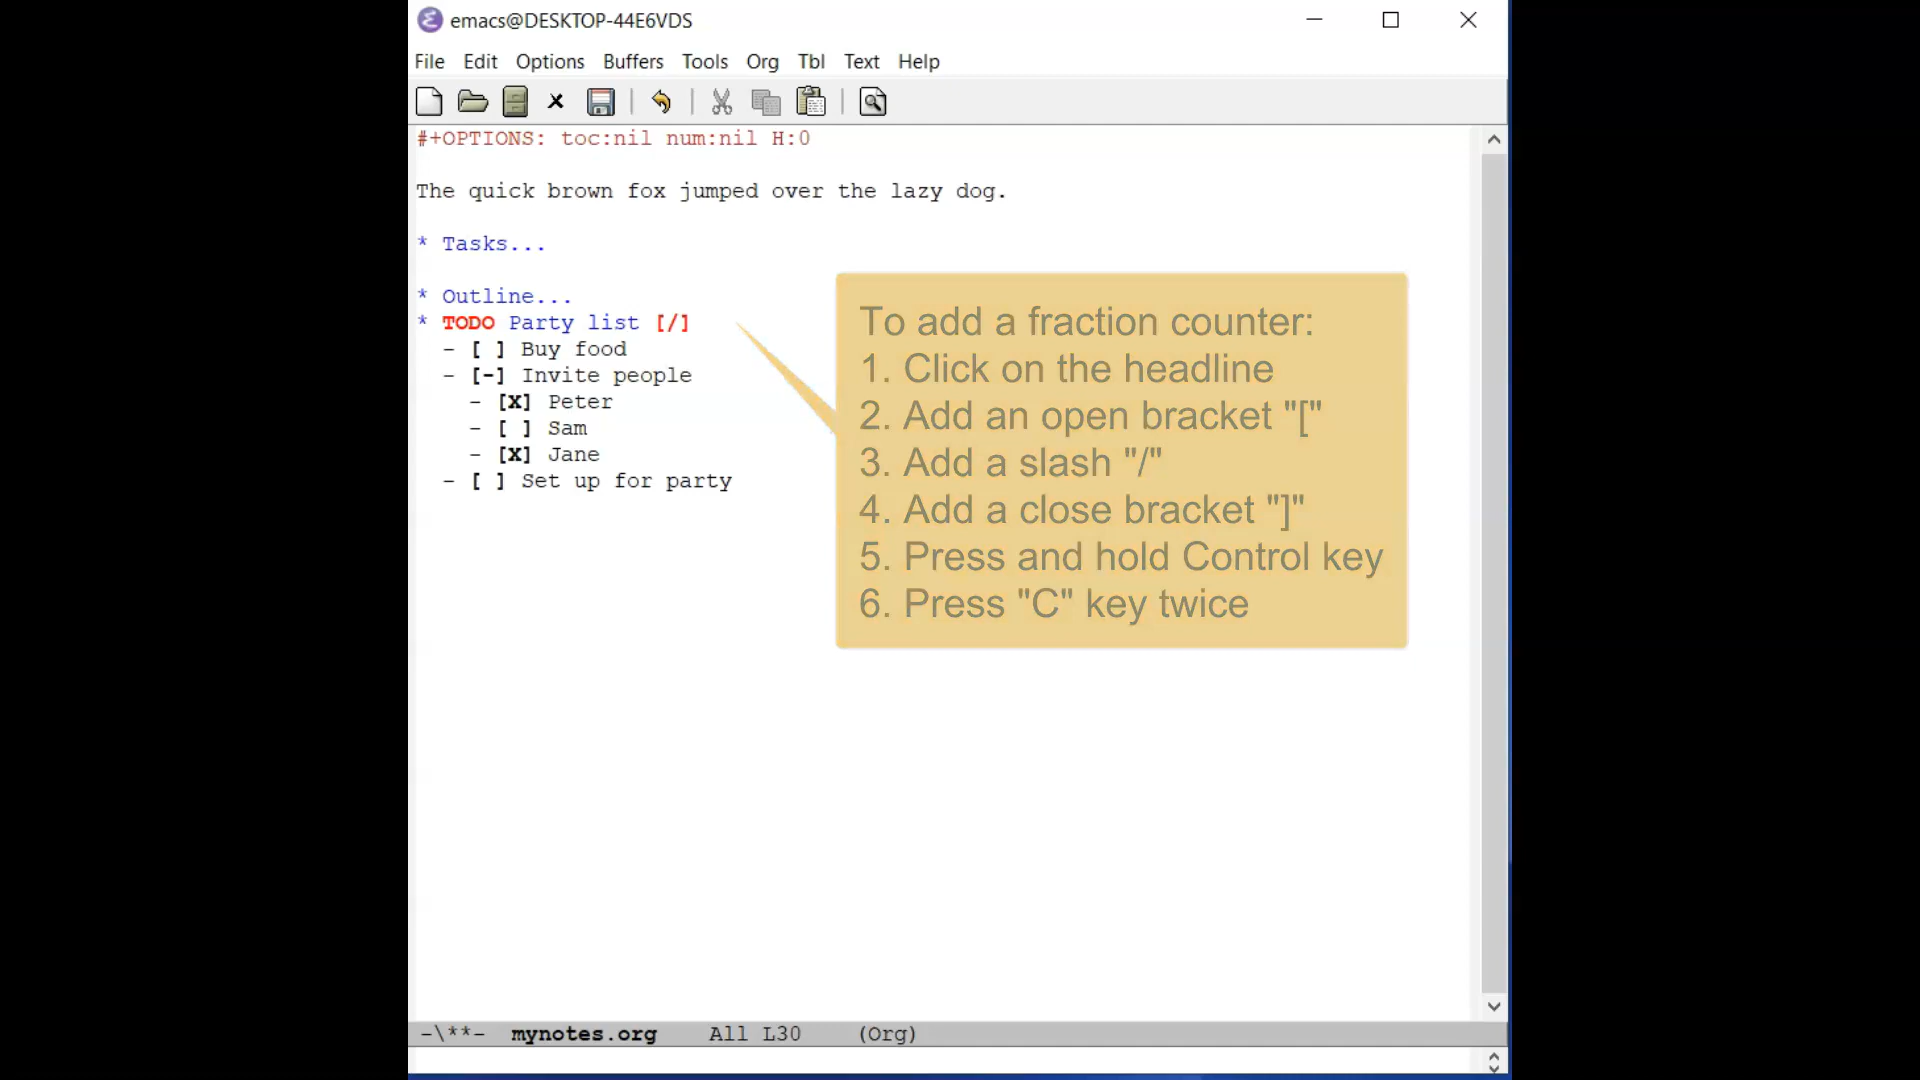 emacs@DESKTOP-44E6VDS
File Edit Options Buffers Tools Org Tbl Text Help
#+OPTIONS: toc:nil num:nil H:0
The quick brown fox jumped over the lazy dog.
* Tasks...
* Outline...
* TODO Party list [/]
- [ ] Buy food
- [-] Invite people
- [X] Peter
- [ ] Sam
- [X] Jane
- [ ] Set up for party
To add a fraction counter:
1. Click on the headline
2. Add an open bracket "["
3. Add a slash "/"
4. Add a close bracket "]"
5. Press and hold Control key
6. Press "C" key twice
-\**- mynotes.org All L30 (Org)